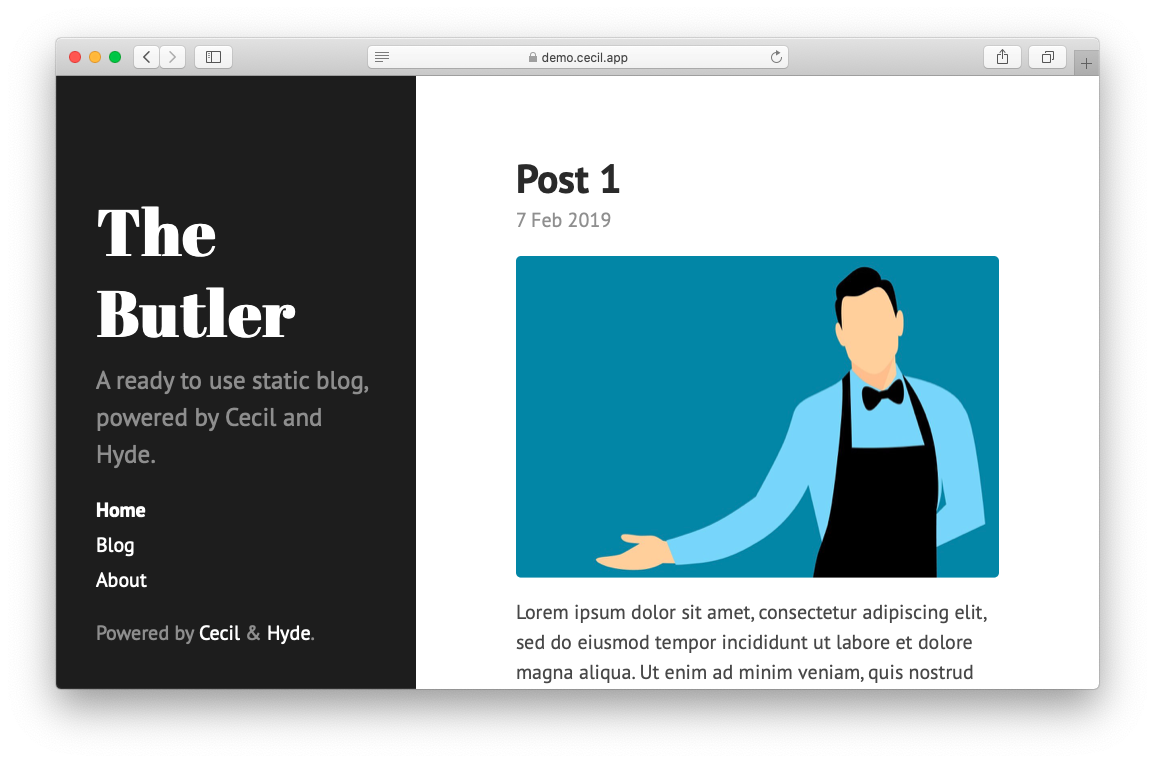 demo.cecil.app
The
Butler
A ready to use static blog,
powered by Cecil and
Hyde.
Home
Blog
About
Powered by Cecil & Hyde.
Post 1
7 Feb 2019
Lorem ipsum dolor sit amet, consectetur adipiscing elit,
sed do eiusmod tempor incididunt ut labore et dolore
magna aliqua. Ut enim ad minim veniam, quis nostrud